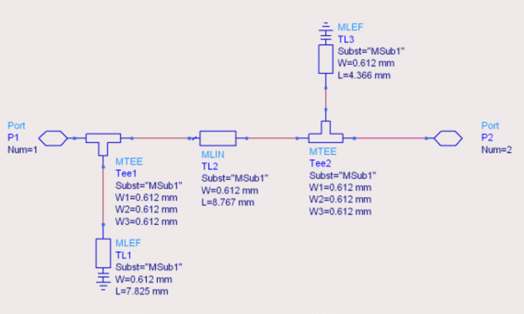 MLEF
TL3
Subst="MSub1"
W=0.612 mm
L=4.366 mm
Port
P1
Num=1
MTEE
Tee1
Subst="MSub1"
W1=0.612 mm
W2=0.612 mm
W3=0.612 mm
MLIN
TL2
Subst="MSub1"
W=0.612 mm
L=8.767 mm
MTEE
Tee2
Subst="MSub1"
W1=0.612 mm
W2=0.612 mm
W3=0.612 mm
Port
P2
Num=2
MLEF
TL1
Subst="MSub1"
W=0.612 mm
L=7.825 mm